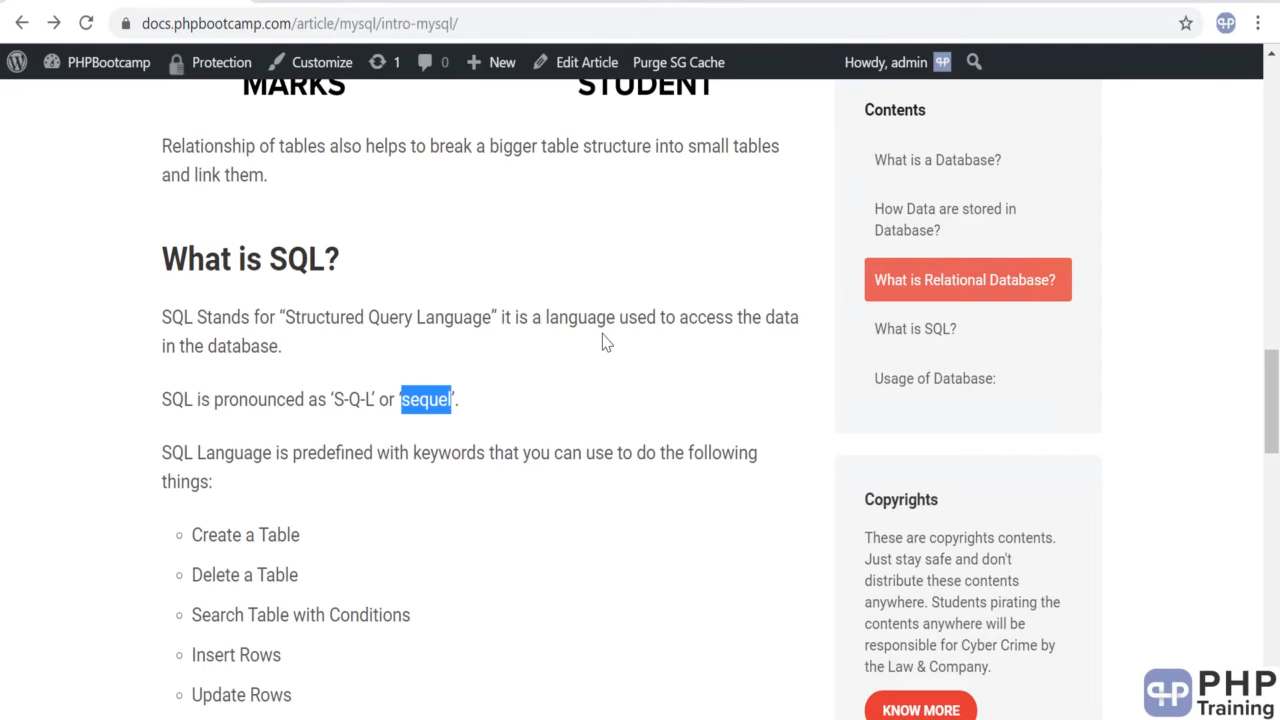 docs.phpbootcamp.com/article/mysql/intro-mysql/
PHPBootcamp Protection Customize 1 0 New Edit Article Purge SG Cache Howdy, admin
MARKS STUDENT
Relationship of tables also helps to break a bigger table structure into small tables
and link them.
What is SQL?
SQL Stands for “Structured Query Language” it is a language used to access the data
in the database.
SQL is pronounced as ‘S-Q-L’ or ‘sequel’.
SQL Language is predefined with keywords that you can use to do the following
things:
Create a Table
Delete a Table
Search Table with Conditions
Insert Rows
Update Rows
Contents
What is a Database?
How Data are stored in
Database?
What is Relational Database?
What is SQL?
Usage of Database:
Copyrights
These are copyrights contents.
Just stay safe and don't
distribute these contents
anywhere. Students pirating the
contents anywhere will be
responsible for Cyber Crime by
the Law & Company.
KNOW MORE
PHP
Training